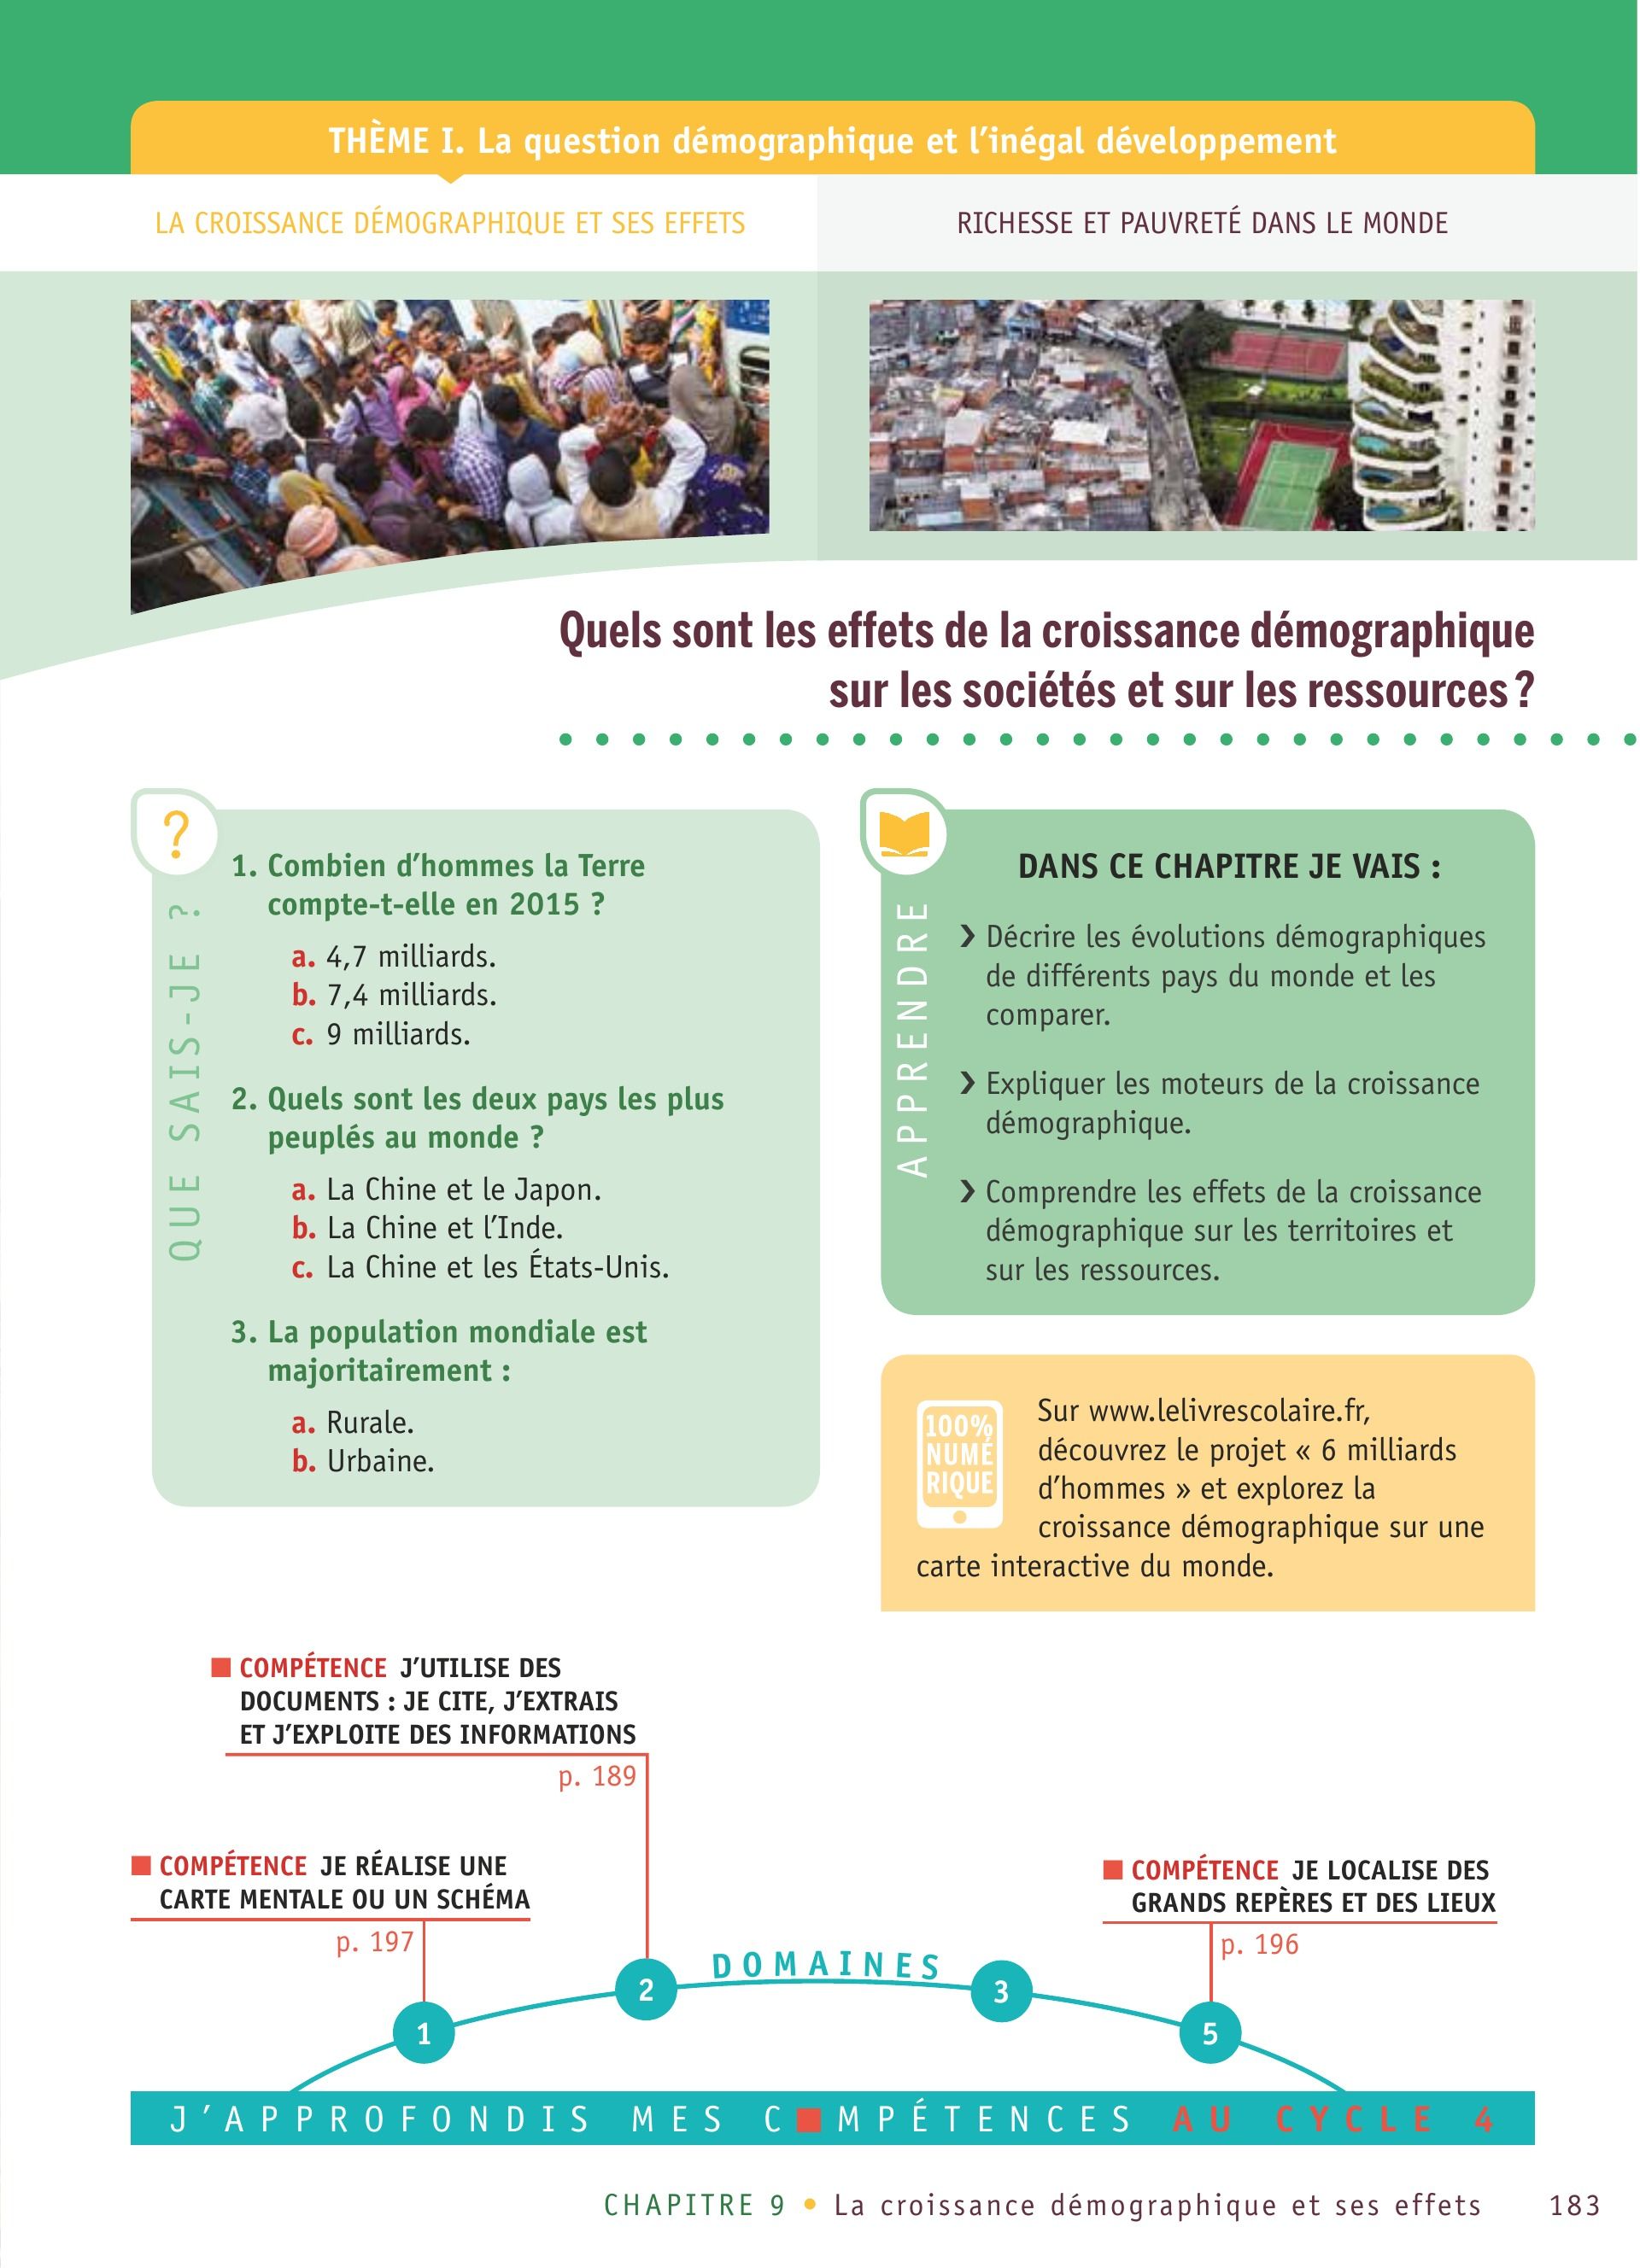 THÈME I. La question démographique et l’inégal développement
LA CROISSANCE DÉMOGRAPHIQUE ET SES EFFETS
RICHESSE ET PAUVRETÉ DANS LE MONDE
Quels sont les effets de la croissance démographique
sur les sociétés et sur les ressources ?
?
QUE SAIS-JE ?
1. Combien d’hommes la Terre
compte-t-elle en 2015 ?
a. 4,7 milliards.
b. 7,4 milliards.
c. 9 milliards.
2. Quels sont les deux pays les plus
peuplés au monde ?
a. La Chine et le Japon.
b. La Chine et l’Inde.
c. La Chine et les États-Unis.
3. La population mondiale est
majoritairement :
a. Rurale.
b. Urbaine.
APPRENDRE
DANS CE CHAPITRE JE VAIS :
❯ Décrire les évolutions démographiques
de différents pays du monde et les
comparer.
❯ Expliquer les moteurs de la croissance
démographique.
❯ Comprendre les effets de la croissance
démographique sur les territoires et
sur les ressources.
100%
NUMÉ
RIQUE
Sur www.lelivrescolaire.fr,
découvrez le projet « 6 milliards
d’hommes » et explorez la
croissance démographique sur une
carte interactive du monde.
COMPÉTENCE J’UTILISE DES
DOCUMENTS : JE CITE, J’EXTRAIS
ET J’EXPLOITE DES INFORMATIONS
p. 189
COMPÉTENCE JE RÉALISE UNE
CARTE MENTALE OU UN SCHÉMA
p. 197
COMPÉTENCE JE LOCALISE DES
GRANDS REPÈRES ET DES LIEUX
p. 196
DOMAINES
1
2
3
5
J’APPROFONDIS MES C■MPÉTENCES AU CYCLE 4
CHAPITRE 9 • La croissance démographique et ses effets 183